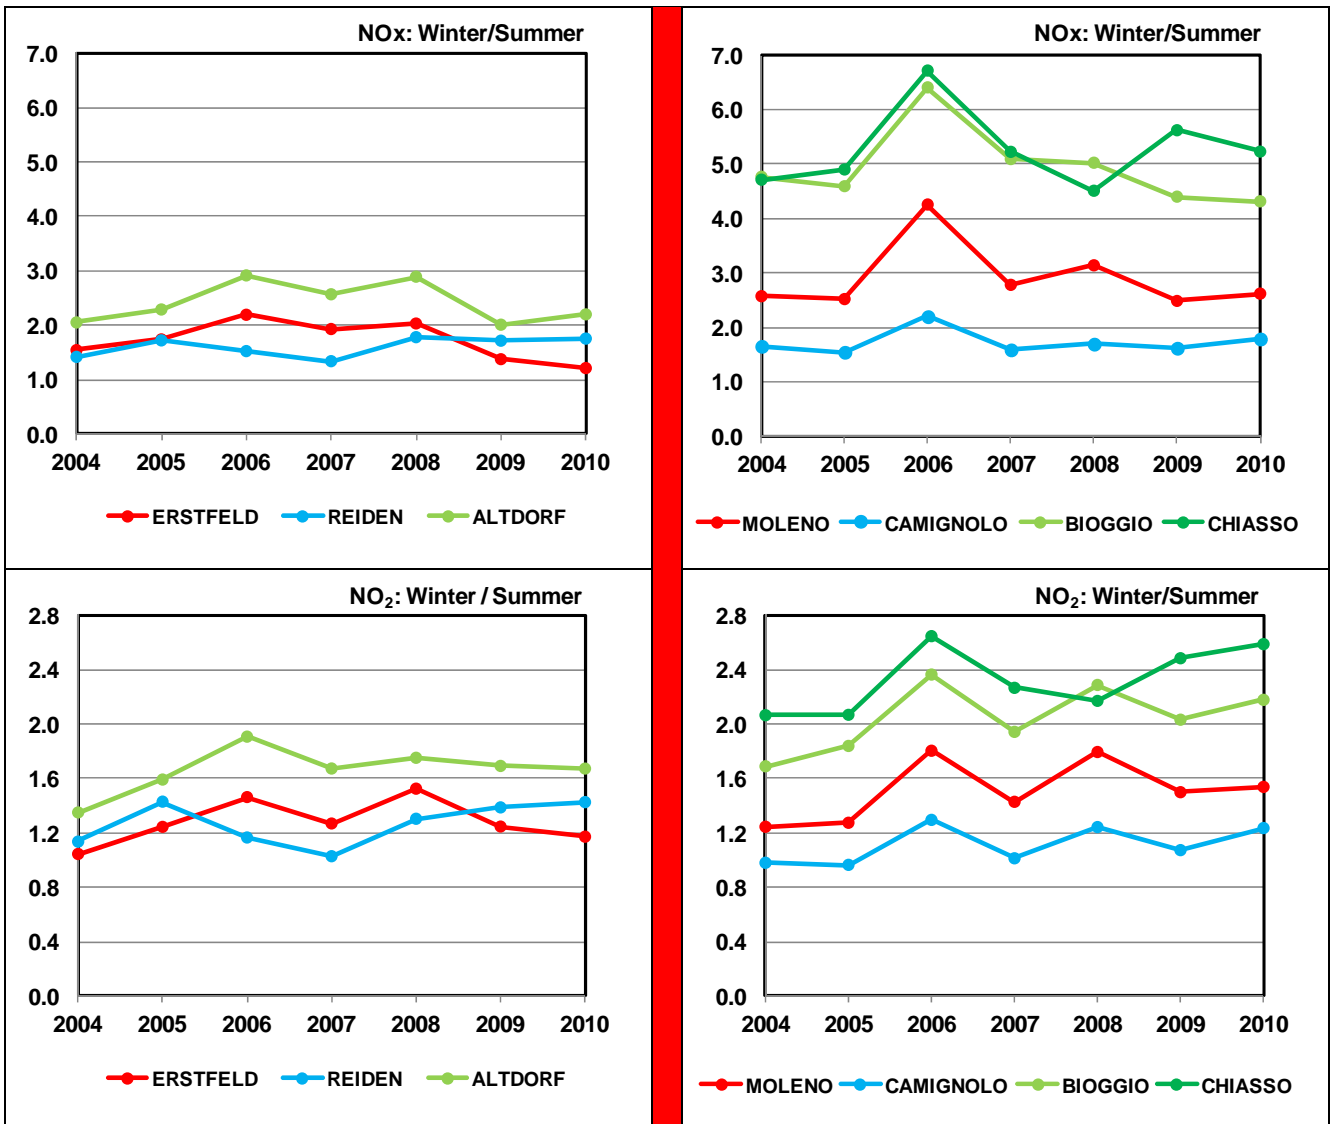 NOx: Winter/Summer
7.0
6.0
5.0
4.0
3.0
2.0
1.0
0.0
2004 2005 2006 2007 2008 2009 2010
ERSTFELD REIDEN ALTDORF
NOx: Winter/Summer
7.0
6.0
5.0
4.0
3.0
2.0
1.0
0.0
2004 2005 2006 2007 2008 2009 2010
MOLENO CAMIGNOLO BIOGGIO CHIASSO
NO₂: Winter / Summer
2.8
2.4
2.0
1.6
1.2
0.8
0.4
0.0
2004 2005 2006 2007 2008 2009 2010
ERSTFELD REIDEN ALTDORF
NO₂: Winter/Summer
2.8
2.4
2.0
1.6
1.2
0.8
0.4
0.0
2004 2005 2006 2007 2008 2009 2010
MOLENO CAMIGNOLO BIOGGIO CHIASSO